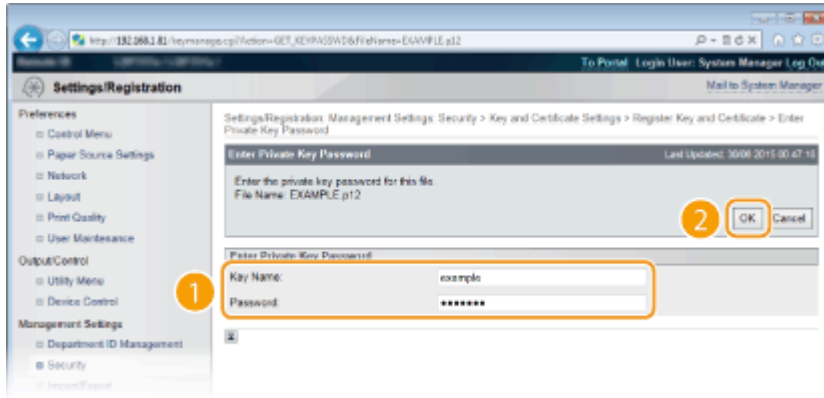 http://192.168.1.81/keymanage.cgi?Action=GET_KEYPASSWD&FileName=EXAMPLE.p12
To Portal Login User: System Manager Log Out
Settings/Registration
Mail to System Manager
Preferences
Control Menu
Paper Source Settings
Network
Layout
Print Quality
User Maintenance
Output/Control
Utility Menu
Device Control
Management Settings
Department ID Management
Security
Import/Export
Settings/Registration: Management Settings: Security > Key and Certificate Settings > Register Key and Certificate > Enter
Private Key Password
Enter Private Key Password
Last Updated: 30/06 2015 00:47:18
Enter the private key password for this file.
File Name: EXAMPLE.p12
2
OK Cancel
Enter Private Key Password
1
Key Name: example
Password: •••••••